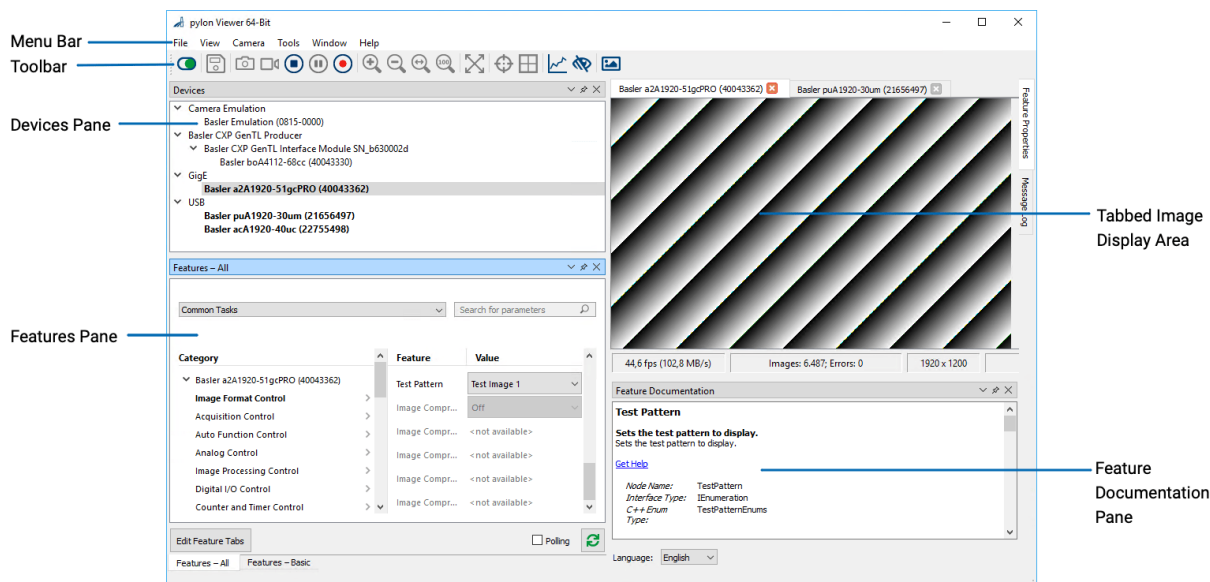 pylon Viewer 64-Bit
Menu Bar
File View Camera Tools Window Help
Toolbar
100
Devices
Basler a2A1920-51gcPRO (40043362) Basler puA1920-30um (21656497)
Feature Properties
Message Log
Devices Pane
Camera Emulation
Basler Emulation (0815-0000)
Basler CXP GenTL Producer
Basler CXP GenTL Interface Module SN_b630002d
Basler boA4112-68cc (40043330)
GigE
Basler a2A1920-51gcPRO (40043362)
USB
Basler puA1920-30um (21656497)
Basler acA1920-40uc (22755498)
Tabbed Image
Display Area
Features – All
Common Tasks
Search for parameters
Features Pane
Category
Feature Value
Basler a2A1920-51gcPRO (40043362)
Image Format Control
Acquisition Control
Auto Function Control
Analog Control
Image Processing Control
Digital I/O Control
Counter and Timer Control
Test Pattern Test Image 1
Image Compr... Off
Image Compr... <not available>
Image Compr... <not available>
Image Compr... <not available>
Image Compr... <not available>
44,6 fps (102,8 MB/s) Images: 6.487; Errors: 0 1920 x 1200
Feature Documentation
Test Pattern
Sets the test pattern to display.
Sets the test pattern to display.
Get Help
Node Name: TestPattern
Interface Type: IEnumeration
C++ Enum TestPatternEnums
Type:
Feature
Documentation
Pane
Edit Feature Tabs
Polling
Language: English
Features – All Features – Basic